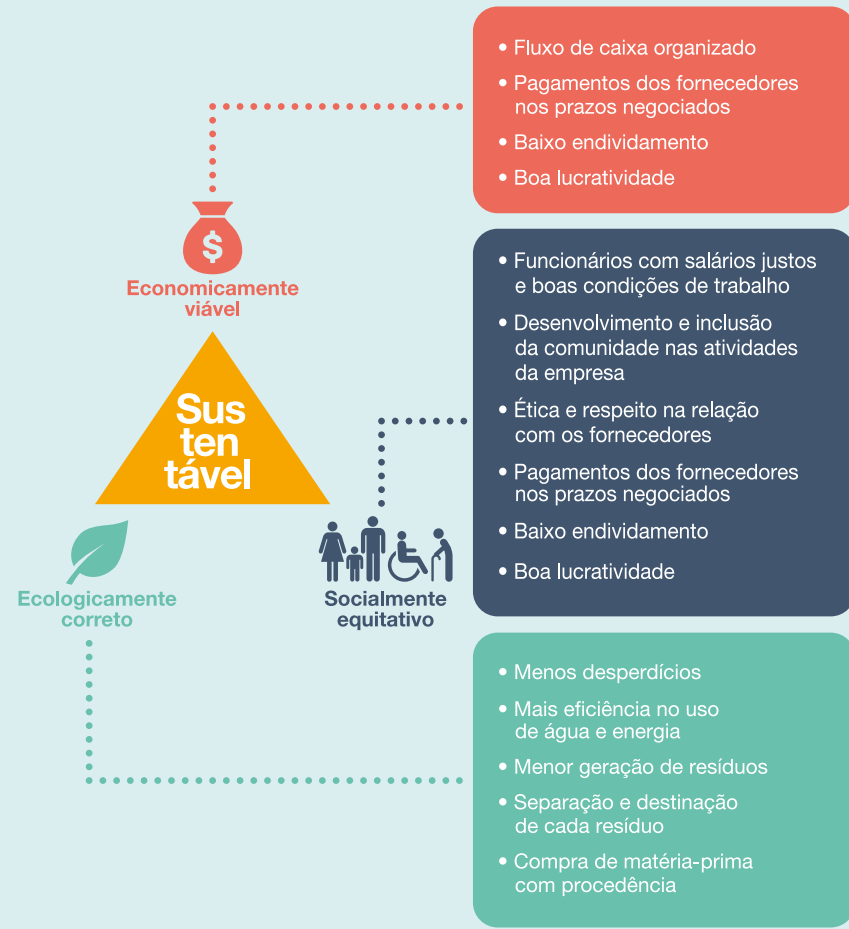 • Fluxo de caixa organizado
• Pagamentos dos fornecedores
nos prazos negociados
• Baixo endividamento
• Boa lucratividade
$
Economicamente
viável
• Funcionários com salários justos
e boas condições de trabalho
• Desenvolvimento e inclusão
da comunidade nas atividades
da empresa
• Ética e respeito na relação
com os fornecedores
• Pagamentos dos fornecedores
nos prazos negociados
• Baixo endividamento
• Boa lucratividade
Sus
ten
tável
Ecologicamente
correto
Socialmente
equitativo
• Menos desperdícios
• Mais eficiência no uso
de água e energia
• Menor geração de resíduos
• Separação e destinação
de cada resíduo
• Compra de matéria-prima
com procedência